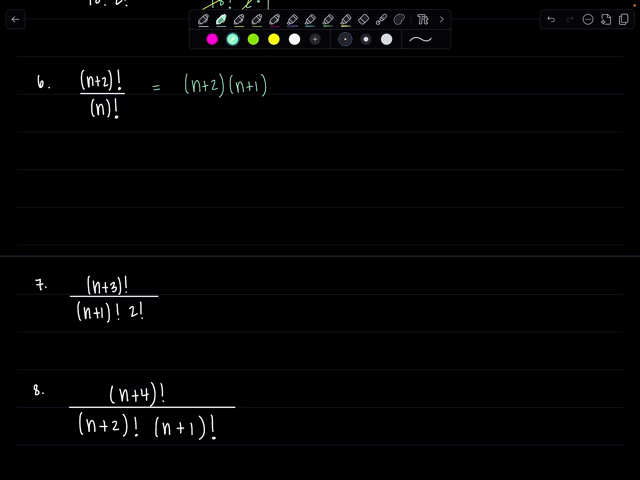 6. (n+2)! / (n)! = (n+2)(n+1)
7. (n+3)! / (n+1)! 2!
8. (n+4)! / (n+2)! (n+1)!